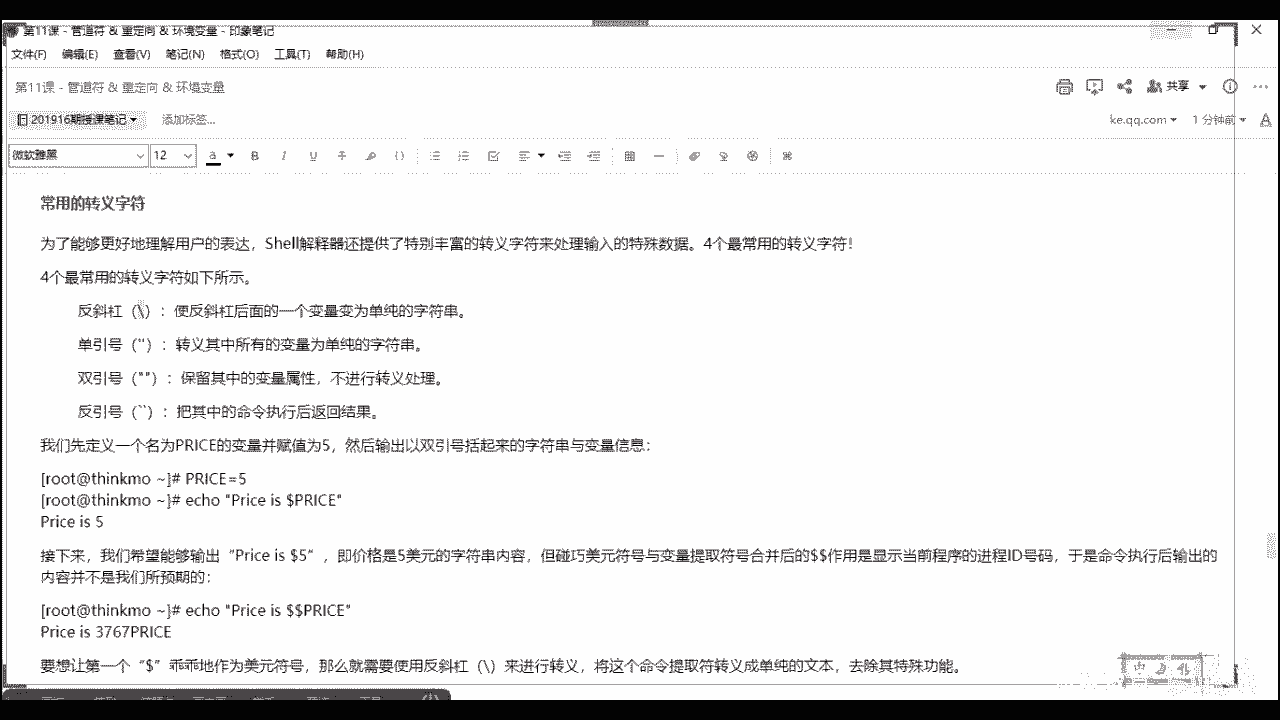 第11课 - 管道符 & 重定向 & 环境变量 - 印象笔记
文件(F) 编辑(E) 查看(V) 笔记(N) 格式(O) 工具(T) 帮助(H)
第11课 - 管道符 & 重定向 & 环境变量
共享
201916期授课笔记
添加标签...
ke.qq.com
1 分钟前
微软雅黑
12
常用的转义字符
为了能够更好地理解用户的表达，Shell解释器还提供了特别丰富的转义字符来处理输入的特殊数据。4个最常用的转义字符！
4个最常用的转义字符如下所示。
反斜杠（\）：使反斜杠后面的一个变量变为单纯的字符串。
单引号（''）：转义其中所有的变量为单纯的字符串。
双引号（""）：保留其中的变量属性，不进行转义处理。
反引号（``）：把其中的命令执行后返回结果。
我们先定义一个名为PRICE的变量并赋值为5，然后输出以双引号括起来的字符串与变量信息：
[root@thinkmo ~]# PRICE=5
[root@thinkmo ~]# echo "Price is $PRICE"
Price is 5
接下来，我们希望能够输出“Price is $5”，即价格是5美元的字符串内容，但碰巧美元符号与变量提取符号合并后的$$作用是显示当前程序的进程ID号码，于是命令执行后输出的
内容并不是我们所预期的：
[root@thinkmo ~]# echo "Price is $$PRICE"
Price is 3767PRICE
要想让第一个“$”乖乖地作为美元符号，那么就需要使用反斜杠（\）来进行转义，将这个命令提取符转义成单纯的文本，去除其特殊功能。